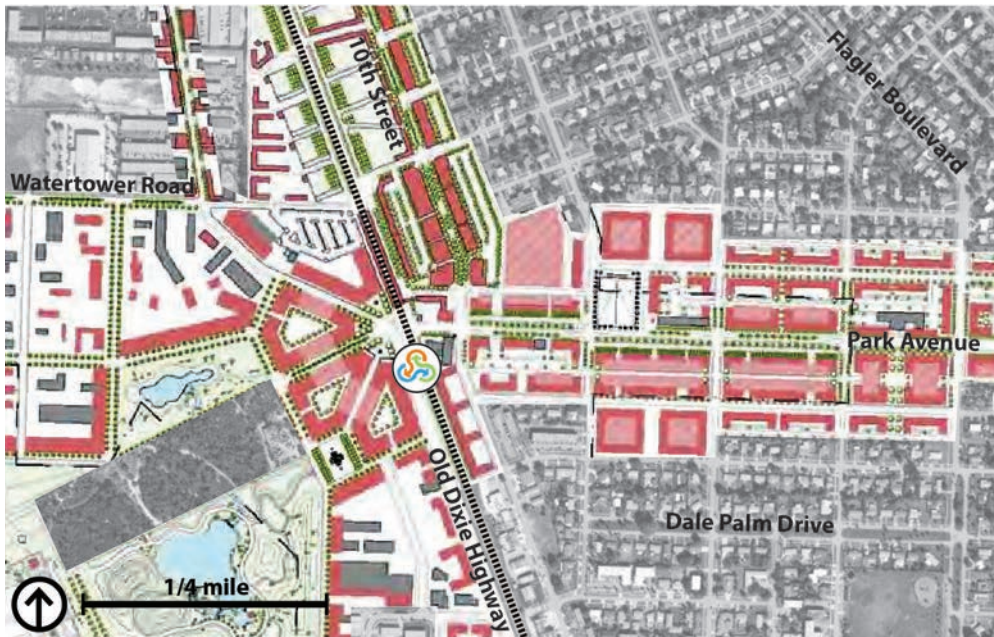 10th Street
Flagler Boulevard
Watertower Road
Park Avenue
Old Dixie Highway
Dale Palm Drive
1/4 mile